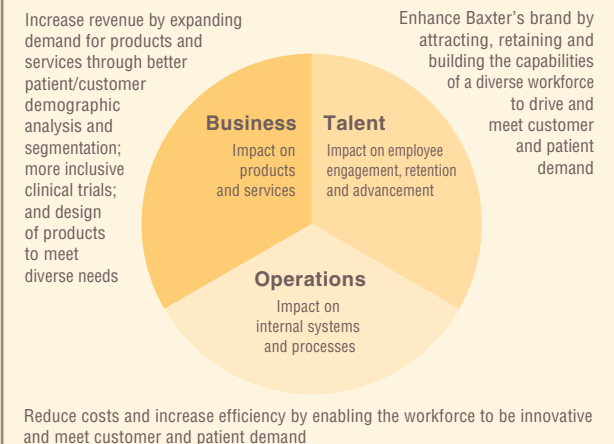 Increase revenue by expanding
demand for products and
services through better
patient/customer
demographic
analysis and
segmentation;
more inclusive
clinical trials;
and design
of products
to meet
diverse needs
Enhance Baxter’s brand by
attracting, retaining and
building the capabilities
of a diverse workforce
to drive and
meet customer
and patient
demand
Business
Impact on
products
and services
Talent
Impact on employee
engagement, retention
and advancement
Operations
Impact on
internal systems
and processes
Reduce costs and increase efficiency by enabling the workforce to be innovative
and meet customer and patient demand